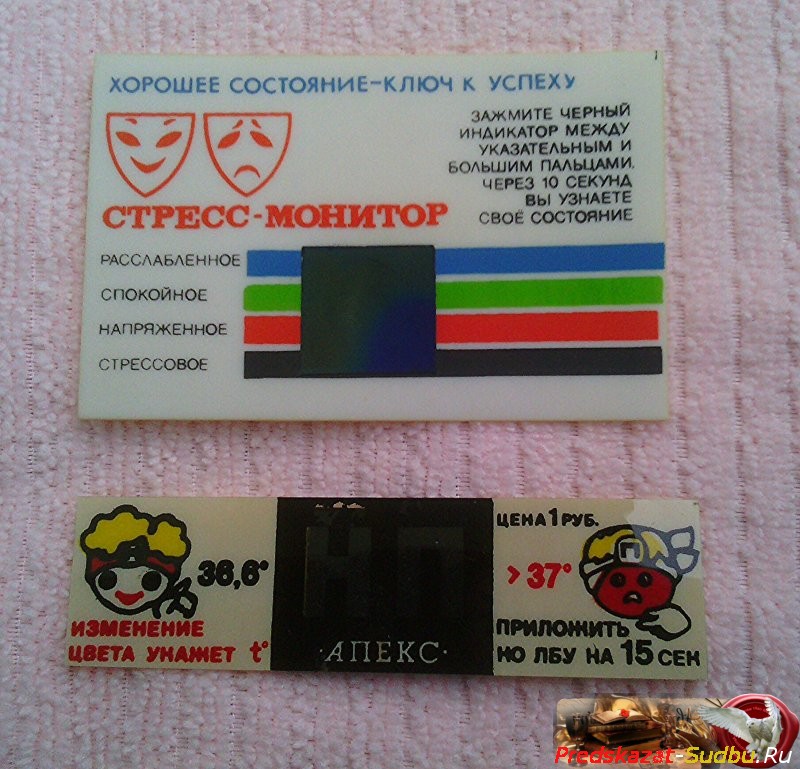 ХОРОШЕЕ СОСТОЯНИЕ-КЛЮЧ К УСПЕХУ
ЗАЖМИТЕ ЧЕРНЫЙ
ИНДИКАТОР МЕЖДУ
УКАЗАТЕЛЬНЫМ И
БОЛЬШИМ ПАЛЬЦАМИ.
ЧЕРЕЗ 10 СЕКУНД
ВЫ УЗНАЕТЕ
СВОЁ СОСТОЯНИЕ
СТРЕСС-МОНИТОР
РАССЛАБЛЕННОЕ
СПОКОЙНОЕ
НАПРЯЖЕННОЕ
СТРЕССОВОЕ
36,6°
ИЗМЕНЕНИЕ
ЦВЕТА УКАЖЕТ t°
Н П
·АПЕКС·
ЦЕНА 1 РУБ.
>37°
ПРИЛОЖИТЬ
КО ЛБУ НА 15 СЕК
Predskazat-Sudbu.Ru